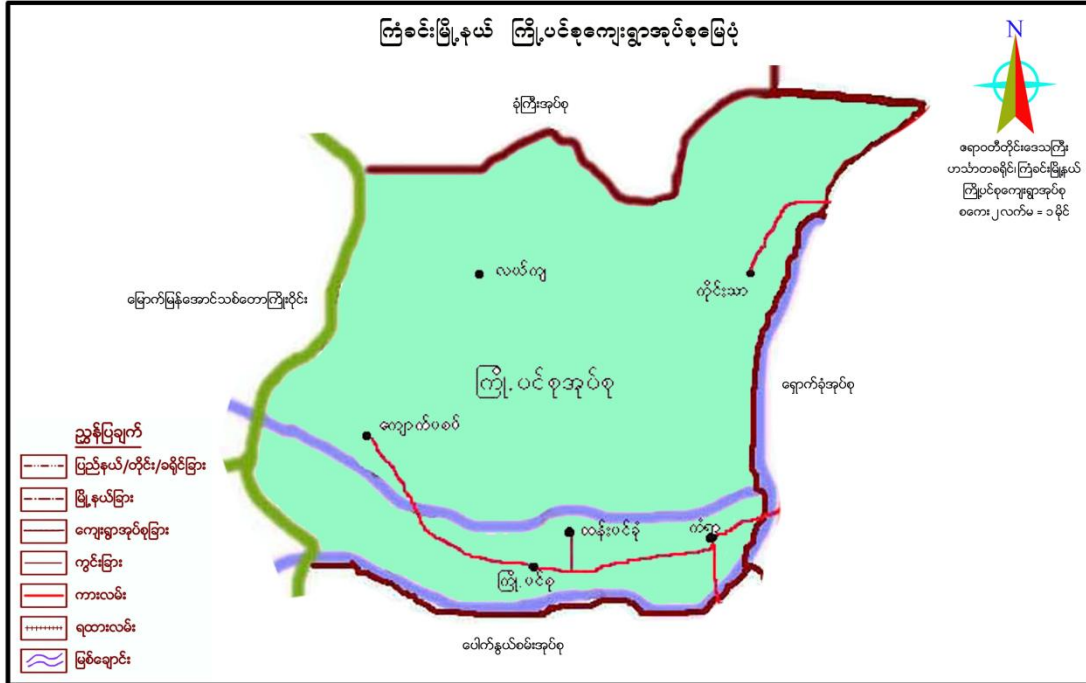 ကြံခင်းမြို့နယ် ကြို့ပင်စုကျေးရွာအုပ်စုမြေပုံ
N
ခုံကြီးအုပ်စု
ဧရာဝတီတိုင်းဒေသကြီး
ဟင်္သာတခရိုင်၊ကြံခင်းမြို့နယ်
ကြို့ပင်စုကျေးရွာအုပ်စု
စကေး၂လက်မ = ၁မိုင်
လယ်ကျ
ကိုင်းသာ
မြောက်မြန်အောင်သစ်တောကြိုးဝိုင်း
ကြို့ပင်စုအုပ်စု
ရှောက်ခုံအုပ်စု
ကျောက်ပစပ်
ထန်းပင်ခုံ
ကံရွာ
ကြို့ပင်စု
ပေါက်နွယ်စမ်းအုပ်စု
ညွှန်ပြချက်
ပြည်နယ်/တိုင်း/ခရိုင်ခြား
မြို့နယ်ခြား
ကျေးရွာအုပ်စုခြား
ကွင်းခြား
ကားလမ်း
ရထားလမ်း
မြစ်ချောင်း